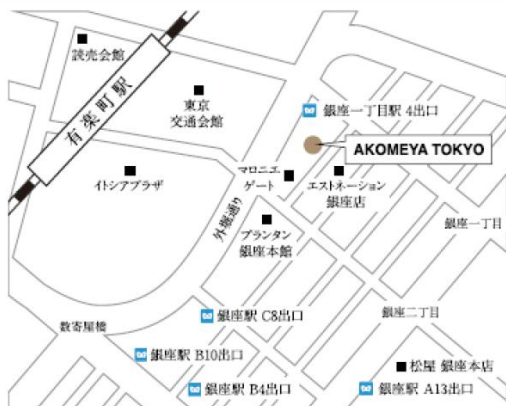 読売会館
有楽町駅
東京
交通会館
銀座一丁目駅 4出口
AKOMEYA TOKYO
イトシアプラザ
マロニエ
ゲート
エストネーション
銀座店
外堀通り
プランタン
銀座本館
銀座一丁目
銀座駅 C8出口
銀座二丁目
数寄屋橋
銀座駅 B10出口
松屋 銀座本店
銀座駅 B4出口
銀座駅 A13出口